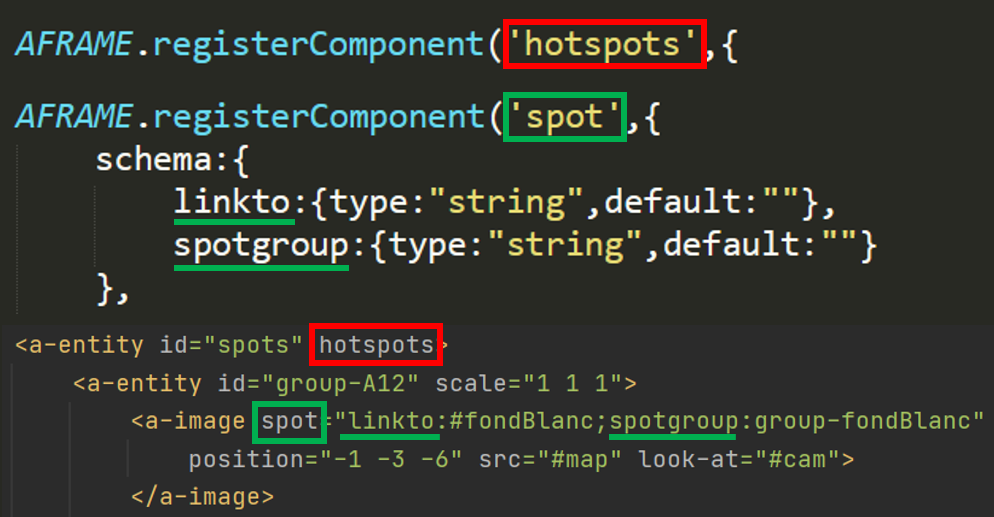 AFRAME.registerComponent('hotspots',{
AFRAME.registerComponent('spot',{
schema:{
linkto:{type:"string",default:""},
spotgroup:{type:"string",default:""}
},
<a-entity id="spots" hotspots>
<a-entity id="group-A12" scale="1 1 1">
<a-image spot="linkto:#fondBlanc;spotgroup:group-fondBlanc"
position="-1 -3 -6" src="#map" look-at="#cam">
</a-image>